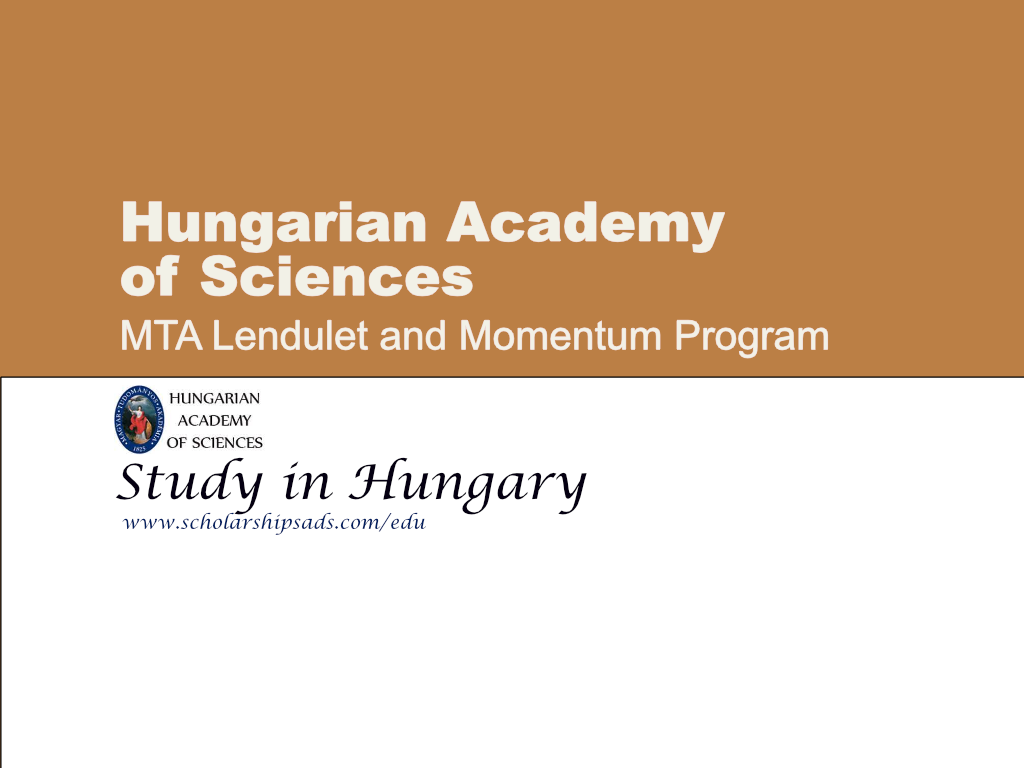 Hungarian Academy
of Sciences
MTA Lendulet and Momentum Program
MAGYAR · TUDOMÁNYOS · AKADÉMIA
1825
HUNGARIAN
ACADEMY
OF SCIENCES
Study in Hungary
www.scholarshipsads.com/edu